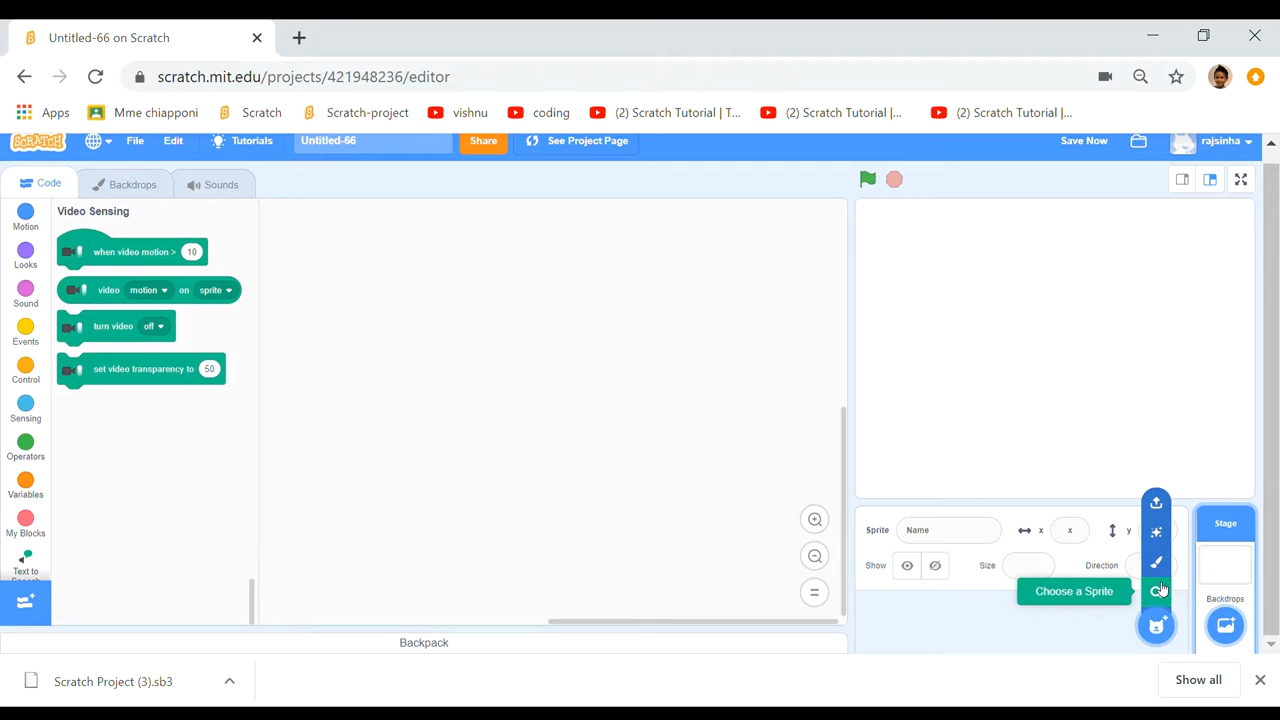 Untitled-66 on Scratch
scratch.mit.edu/projects/421948236/editor
Apps Mme chiapponi Scratch Scratch-project vishnu coding (2) Scratch Tutorial | T... (2) Scratch Tutorial |... (2) Scratch Tutorial |...
SCRATCH File Edit Tutorials Untitled-66 Share See Project Page Save Now rajsinha
Code Backdrops Sounds
Motion
Looks
Sound
Events
Control
Sensing
Operators
Variables
My Blocks
Text to
Video Sensing
when video motion > 10
video motion on sprite
turn video off
set video transparency to 50
Sprite Name x x y
Show Size Direction
Choose a Sprite
Stage
Backdrops
Backpack
Scratch Project (3).sb3
Show all